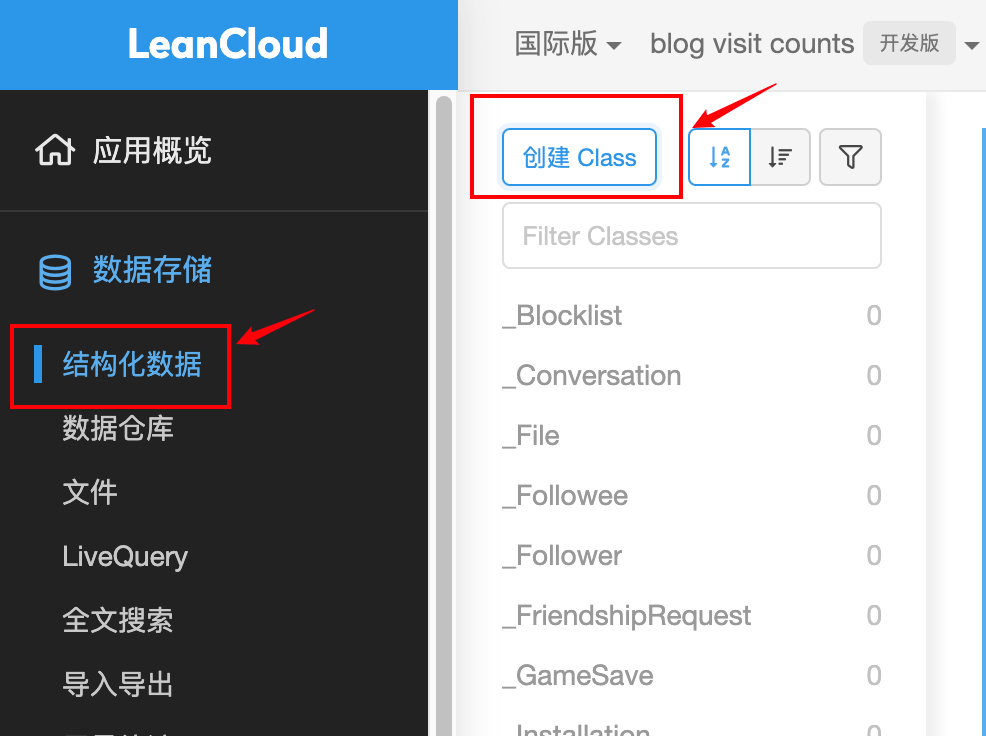 LeanCloud
国际版 blog visit counts 开发版
应用概览
数据存储
结构化数据
数据仓库
文件
LiveQuery
全文搜索
导入导出
创建 Class
Filter Classes
_Blocklist 0
_Conversation 0
_File 0
_Followee 0
_Follower 0
_FriendshipRequest 0
_GameSave 0
_Installation 0